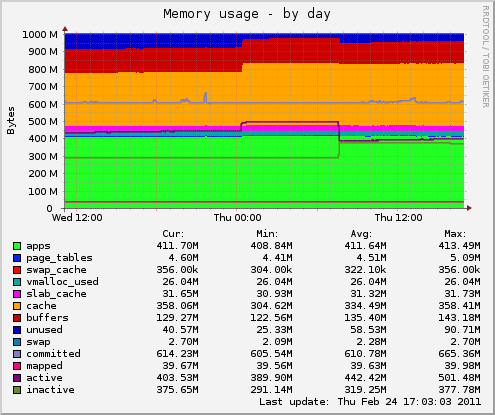 Memory usage - by day
RRDTOOL / TOBI OETIKER
Bytes
1000 M
900 M
800 M
700 M
600 M
500 M
400 M
300 M
200 M
100 M
0
Wed 12:00 Thu 00:00 Thu 12:00
Cur: Min: Avg: Max:
apps 411.70M 408.84M 411.64M 413.49M
page_tables 4.60M 4.41M 4.51M 5.09M
swap_cache 356.00k 304.00k 322.10k 356.00k
vmalloc_used 26.04M 26.04M 26.04M 26.04M
slab_cache 31.65M 30.93M 31.32M 31.73M
cache 358.06M 304.62M 334.49M 358.41M
buffers 129.27M 122.56M 135.40M 143.18M
unused 40.57M 25.33M 58.53M 90.71M
swap 2.70M 2.09M 2.28M 2.70M
committed 614.23M 605.54M 610.78M 665.36M
mapped 39.67M 39.56M 39.63M 39.98M
active 403.53M 389.90M 442.42M 501.48M
inactive 375.65M 291.14M 319.25M 377.78M
Last update: Thu Feb 24 17:03:03 2011